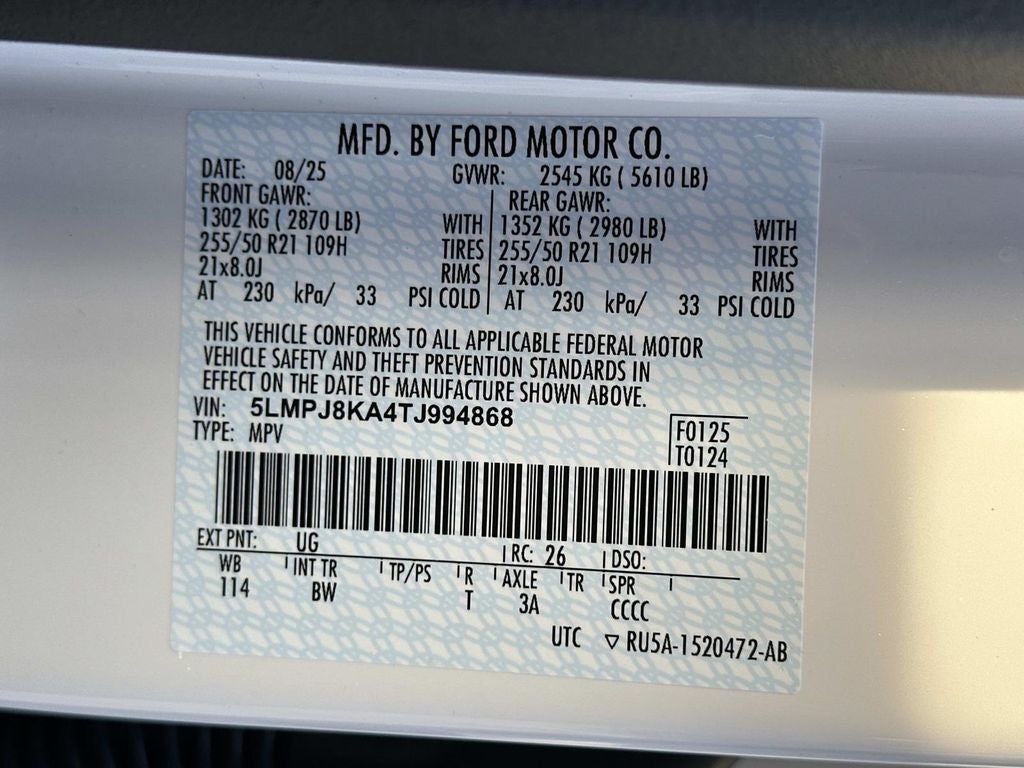 MFD. BY FORD MOTOR CO.
DATE: 08/25 GVWR: 2545 KG ( 5610 LB)
FRONT GAWR: REAR GAWR:
1302 KG ( 2870 LB) WITH 1352 KG ( 2980 LB) WITH
255/50 R21 109H TIRES 255/50 R21 109H TIRES
21x8.0J RIMS 21x8.0J RIMS
AT 230 kPa/ 33 PSI COLD AT 230 kPa/ 33 PSI COLD
THIS VEHICLE CONFORMS TO ALL APPLICABLE FEDERAL MOTOR
VEHICLE SAFETY AND THEFT PREVENTION STANDARDS IN
EFFECT ON THE DATE OF MANUFACTURE SHOWN ABOVE.
VIN: 5LMPJ8KA4TJ994868
TYPE: MPV
F0125
T0124
EXT PNT: UG RC: 26 DSO:
WB INT TR TP/PS R AXLE TR SPR
114 BW T 3A CCCC
UTC ▽ RU5A-1520472-AB